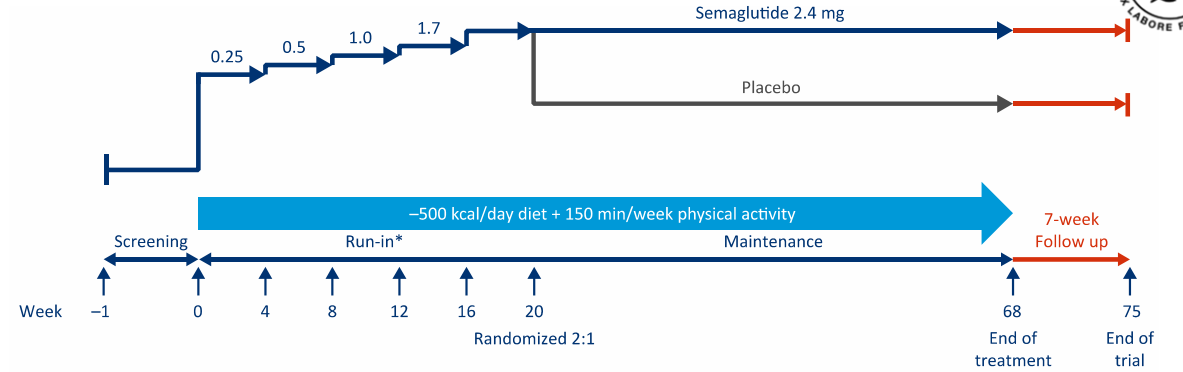 Semaglutide 2.4 mg
0.25
0.5
1.0
1.7
Placebo
–500 kcal/day diet + 150 min/week physical activity
7-week
Follow up
Screening
Run-in*
Maintenance
Week –1 0 4 8 12 16 20 68 75
Randomized 2:1
End of
treatment
End of
trial
LABORE